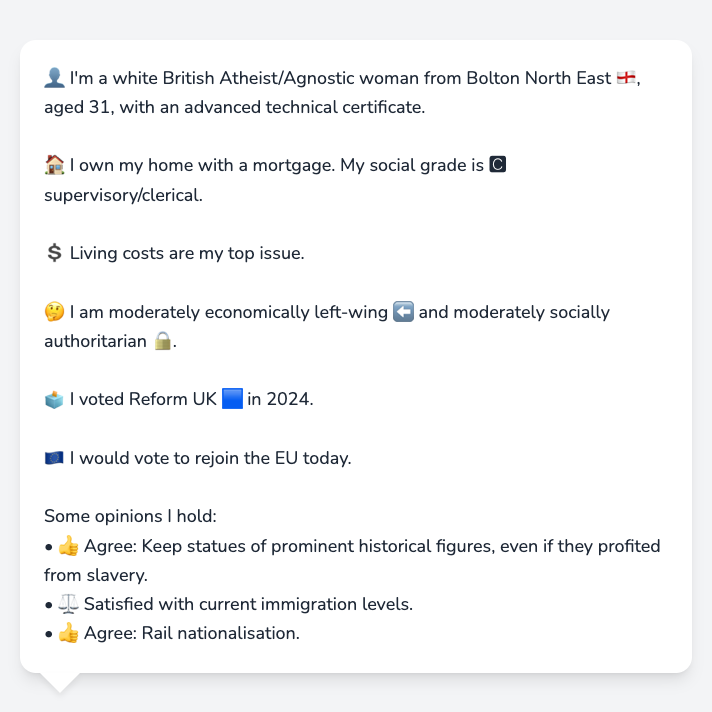 👤 I'm a white British Atheist/Agnostic woman from Bolton North East 🏴󠁧󠁢󠁥󠁮󠁧󠁿,
aged 31, with an advanced technical certificate.
🏠 I own my home with a mortgage. My social grade is 🅲
supervisory/clerical.
💲 Living costs are my top issue.
🤔 I am moderately economically left-wing ⬅️ and moderately socially
authoritarian 🔒.
🗳️ I voted Reform UK 🟦 in 2024.
🇪🇺 I would vote to rejoin the EU today.
Some opinions I hold:
• 👍 Agree: Keep statues of prominent historical figures, even if they profited
from slavery.
• ⚖️ Satisfied with current immigration levels.
• 👍 Agree: Rail nationalisation.